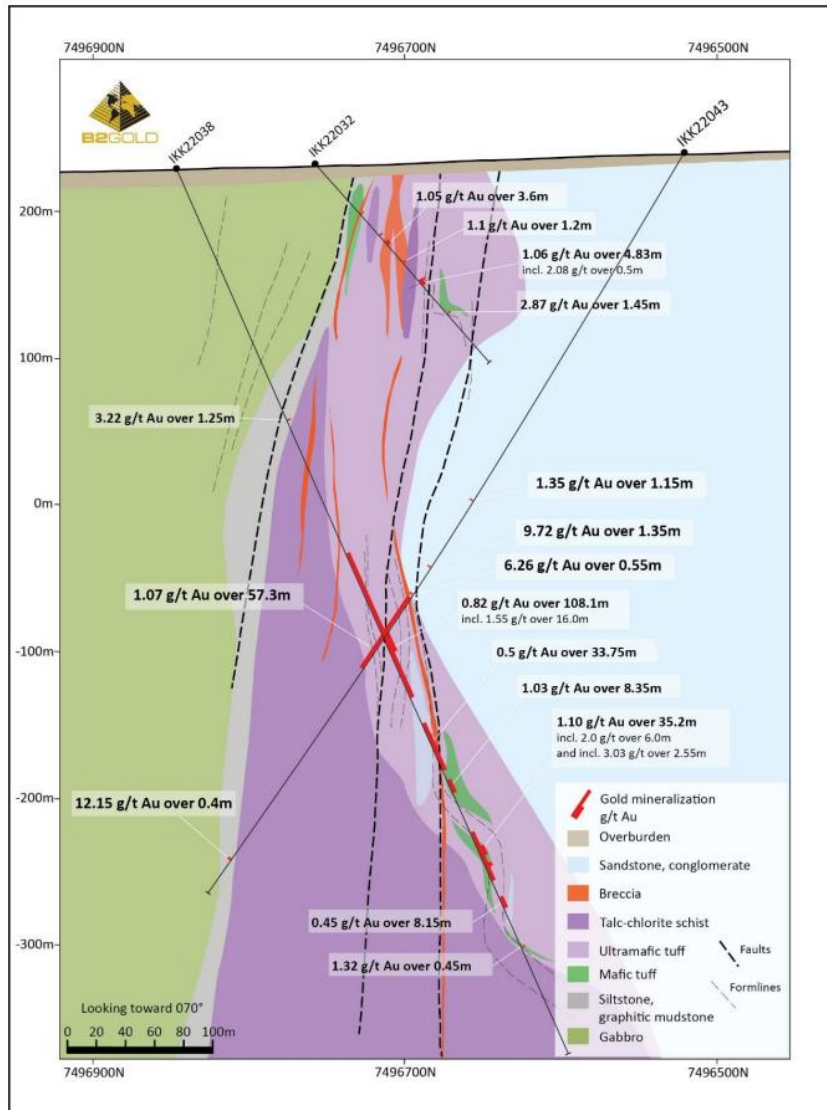 7496900N
7496700N
7496500N
B2GOLD
IKK22038
IKK22032
IKK22043
200m
100m
0m
-100m
-200m
-300m
1.05 g/t Au over 3.6m
1.1 g/t Au over 1.2m
1.06 g/t Au over 4.83m
incl. 2.08 g/t over 0.5m
2.87 g/t Au over 1.45m
3.22 g/t Au over 1.25m
1.35 g/t Au over 1.15m
9.72 g/t Au over 1.35m
6.26 g/t Au over 0.55m
1.07 g/t Au over 57.3m
0.82 g/t Au over 108.1m
incl. 1.55 g/t over 16.0m
0.5 g/t Au over 33.75m
1.03 g/t Au over 8.35m
1.10 g/t Au over 35.2m
incl. 2.0 g/t over 6.0m
and incl. 3.03 g/t over 2.55m
12.15 g/t Au over 0.4m
0.45 g/t Au over 8.15m
1.32 g/t Au over 0.45m
Gold mineralization
g/t Au
Overburden
Sandstone, conglomerate
Breccia
Talc-chlorite schist
Ultramafic tuff
Mafic tuff
Siltstone,
graphitic mudstone
Gabbro
Faults
Formlines
Looking toward 070°
0 20 40 60 80 100m
7496900N
7496700N
7496500N